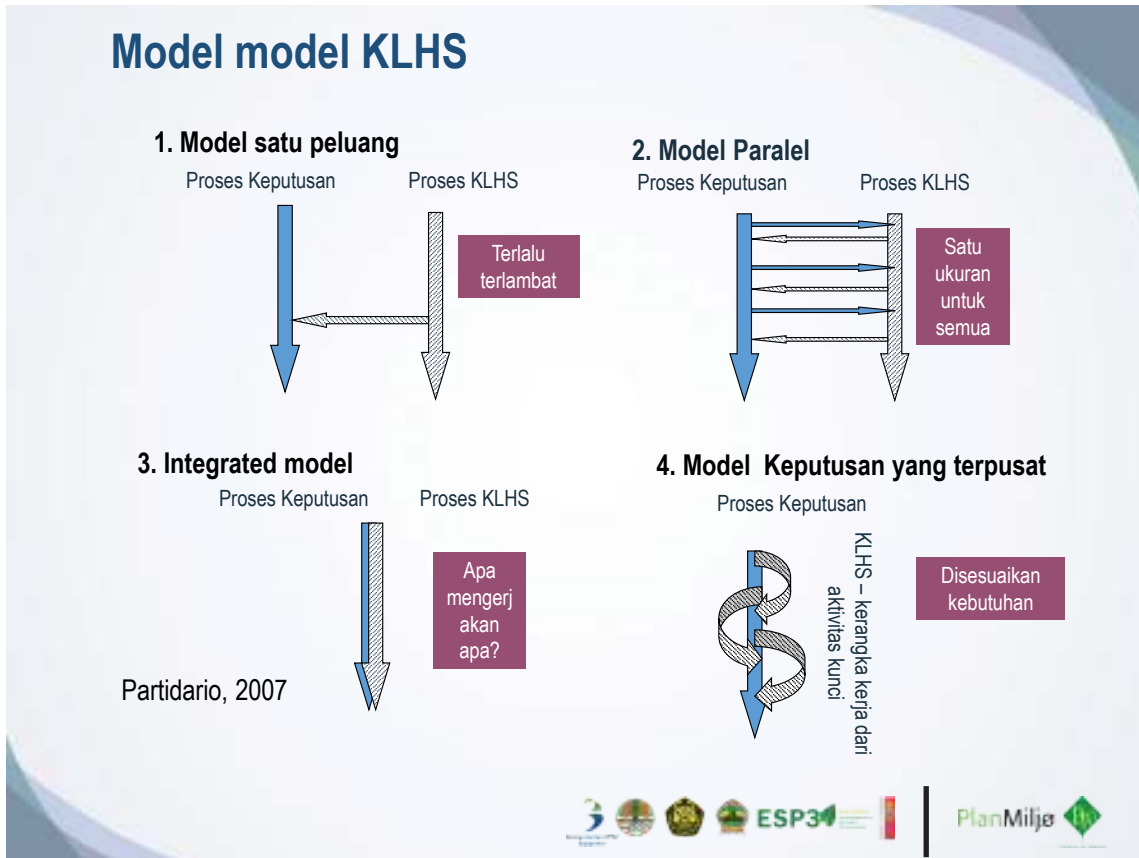 Model model KLHS
1. Model satu peluang
Proses Keputusan
Proses KLHS
Terlalu
terlambat
2. Model Paralel
Proses Keputusan
Proses KLHS
Satu
ukuran
untuk
semua
3. Integrated model
Proses Keputusan
Proses KLHS
Apa
mengerj
akan
apa?
4. Model Keputusan yang terpusat
Proses Keputusan
KLHS – kerangka kerja dari
aktivitas kunci
Disesuaikan
kebutuhan
Partidario, 2007
ESP3
PlanMiljø